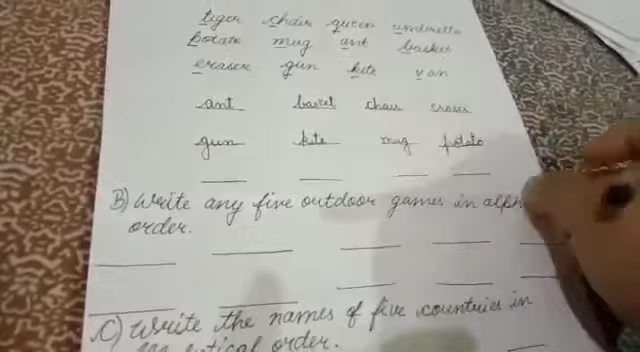 tiger chair queen umbrella
potato mug ant basket
eraser gun kite van
ant basket chair eraser
gun kite mug potato
B) Write any five outdoor games in alph
order.
C) Write the names of five countries in
order.